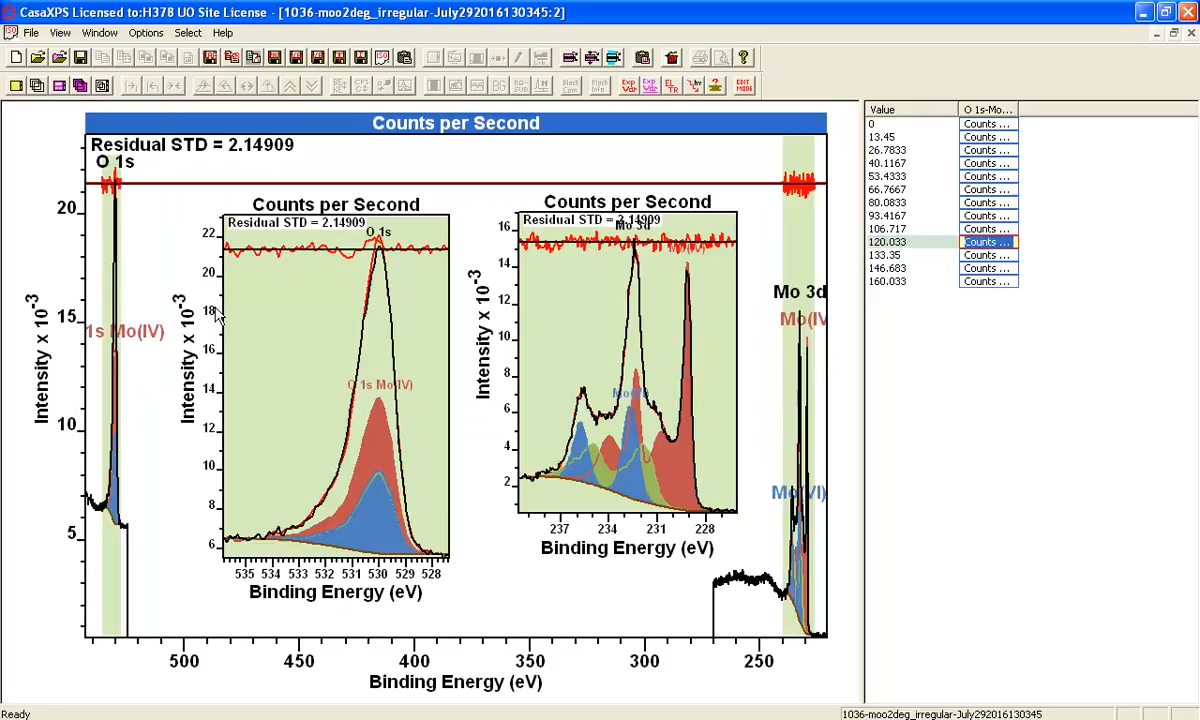 CasaXPS Licensed to:H378 UO Site License - [1036-moo2deg_irregular-July292016130345:2]
File View Window Options Select Help
Counts per Second
Residual STD = 2.14909
O 1s
20
15
10
5
Intensity x 10-3
1s Mo(IV)
500 450 400 350 300 250
Binding Energy (eV)
Counts per Second
Residual STD = 2.14909
O 1s
22
20
18
16
14
12
10
8
6
Intensity x 10-3
O 1s Mo(IV)
535 534 533 532 531 530 529 528
Binding Energy (eV)
Counts per Second
Residual STD = 2.14909
Mo 3d
16
14
12
10
8
6
4
2
Intensity x 10-3
237 234 231 228
Binding Energy (eV)
Mo 3d
Mo(IV
Mo(VI)
Value O 1s-Mo...
0 Counts ...
13.45 Counts ...
26.7833 Counts ...
40.1167 Counts ...
53.4333 Counts ...
66.7667 Counts ...
80.0833 Counts ...
93.4167 Counts ...
106.717 Counts ...
120.033 Counts ...
133.35 Counts ...
146.683 Counts ...
160.033 Counts ...
Ready
1036-moo2deg_irregular-July292016130345